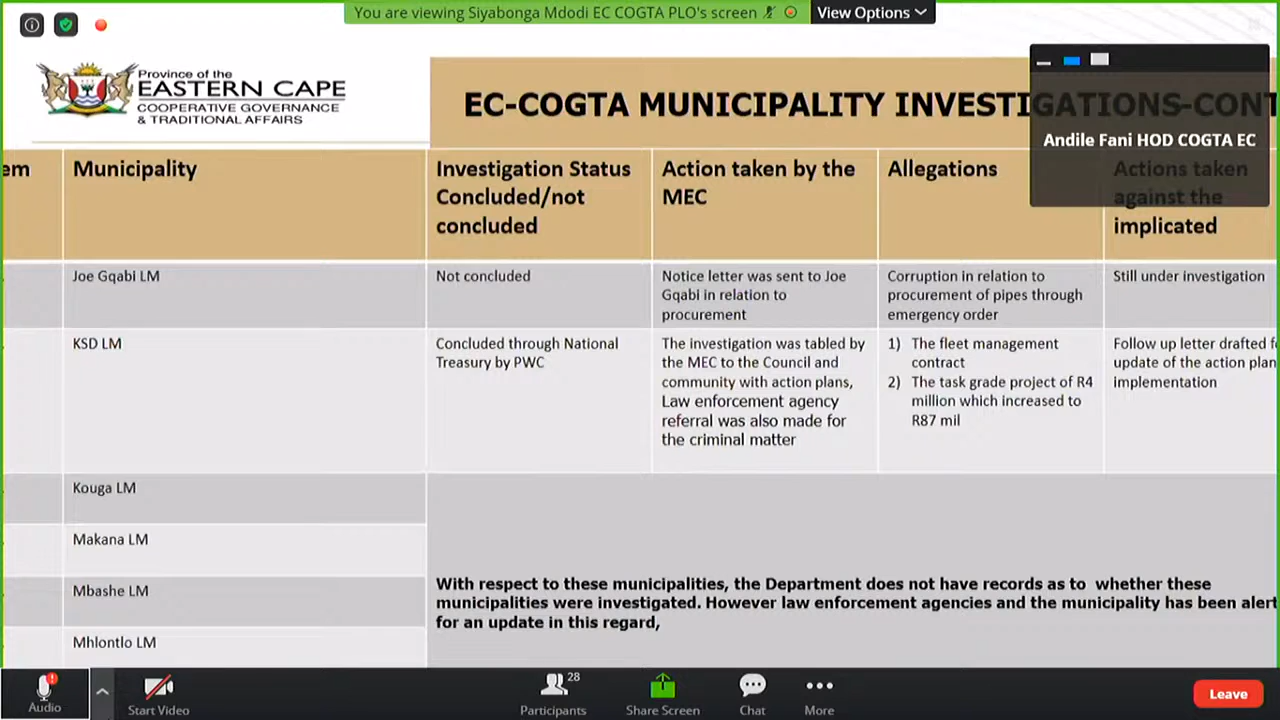 You are viewing Siyabonga Mdodi EC COGTA PLO's screen
View Options
Province of the
EASTERN CAPE
COOPERATIVE GOVERNANCE
& TRADITIONAL AFFAIRS
EC-COGTA MUNICIPALITY INVESTIGATIONS-CONT
Andile Fani HOD COGTA EC
em
Municipality
Investigation Status
Concluded/not
concluded
Action taken by the
MEC
Allegations
Actions taken
against the
implicated
Joe Gqabi LM
Not concluded
Notice letter was sent to Joe
Gqabi in relation to
procurement
Corruption in relation to
procurement of pipes through
emergency order
Still under investigation
KSD LM
Concluded through National
Treasury by PWC
The investigation was tabled by
the MEC to the Council and
community with action plans,
Law enforcement agency
referral was also made for
the criminal matter
1) The fleet management
contract
2) The task grade project of R4
million which increased to
R87 mil
Follow up letter drafted f
update of the action plan
implementation
Kouga LM
Makana LM
Mbashe LM
Mhlontlo LM
With respect to these municipalities, the Department does not have records as to whether these
municipalities were investigated. However law enforcement agencies and the municipality has been alert
for an update in this regard,
Audio
Start Video
Participants
28
Share Screen
Chat
More
Leave